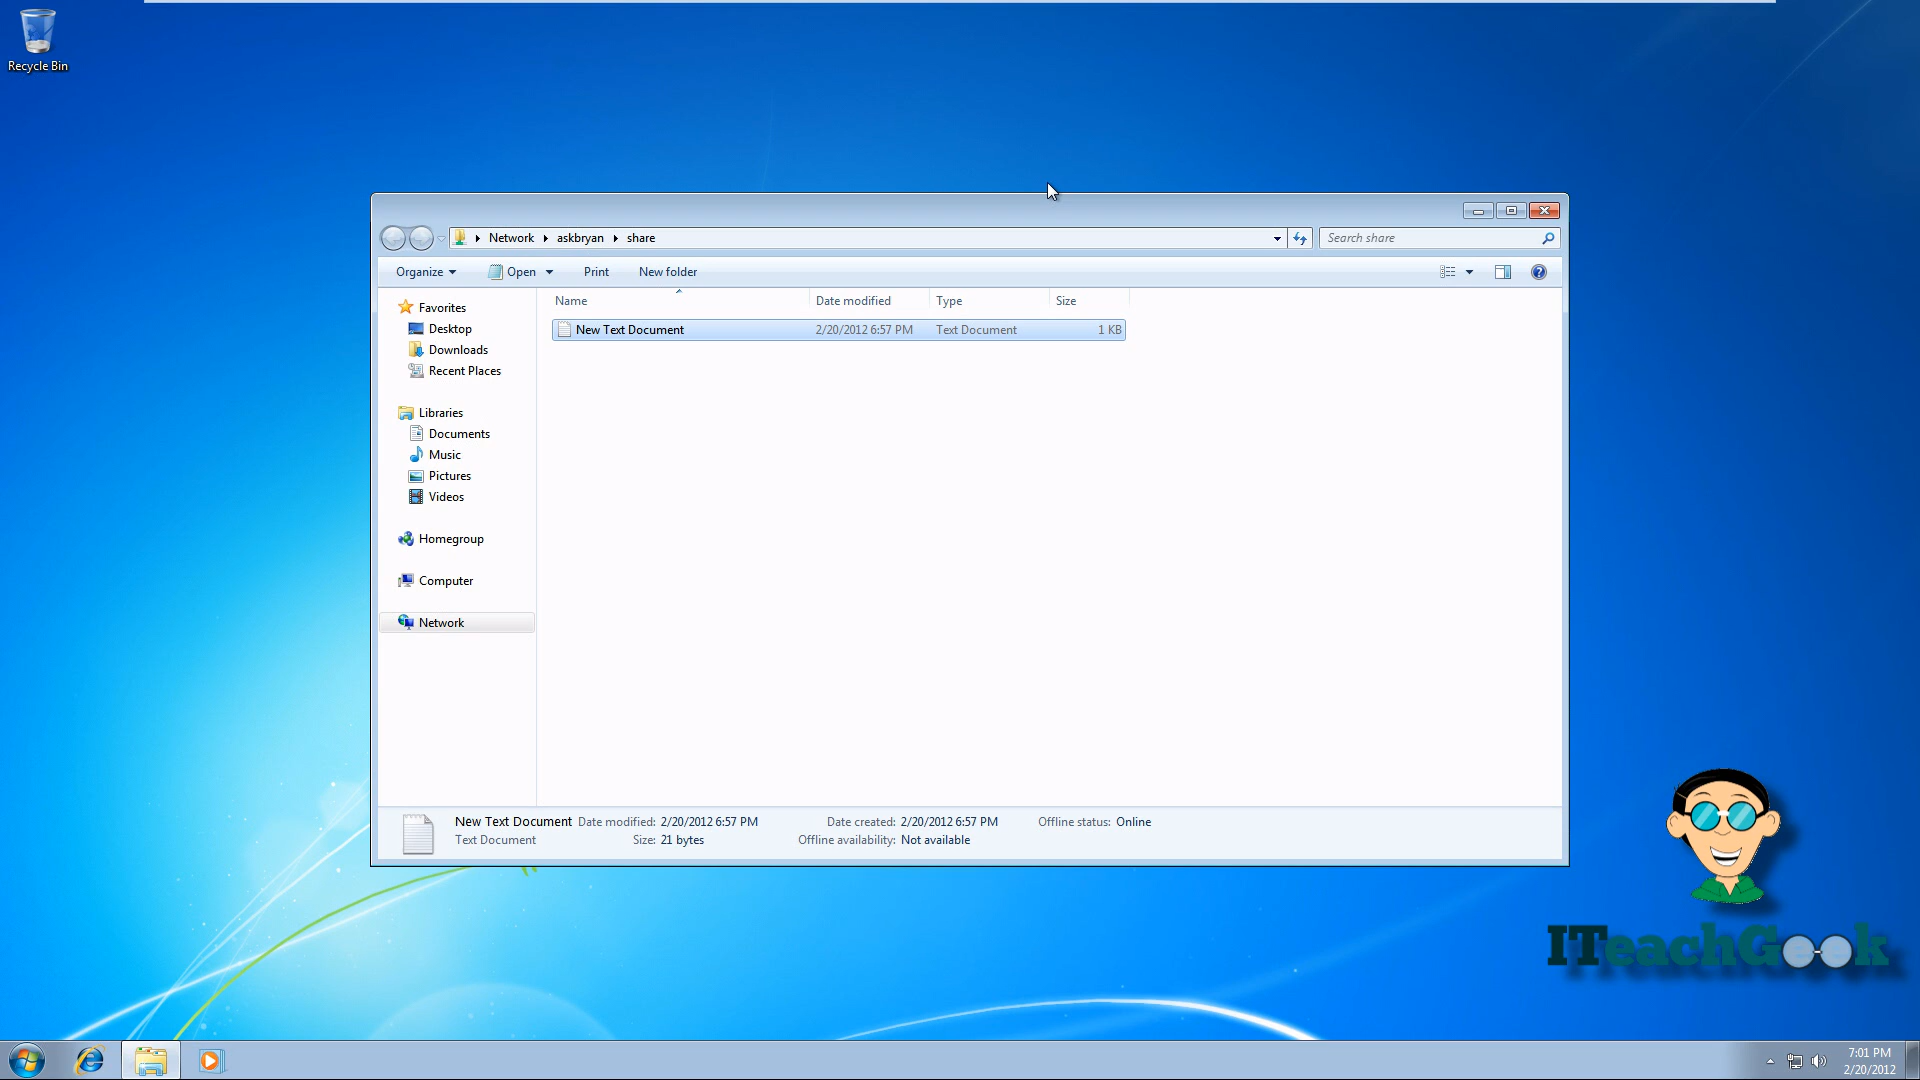 Recycle Bin
Network askbryan share
Search share
Organize Open Print New folder
Name Date modified Type Size
Favorites
New Text Document 2/20/2012 6:57 PM Text Document 1 KB
Desktop
Downloads
Recent Places
Libraries
Documents
Music
Pictures
Videos
Homegroup
Computer
Network
New Text Document Date modified: 2/20/2012 6:57 PM Date created: 2/20/2012 6:57 PM Offline status: Online
Text Document Size: 21 bytes Offline availability: Not available
ITeachGeek
7:01 PM
2/20/2012